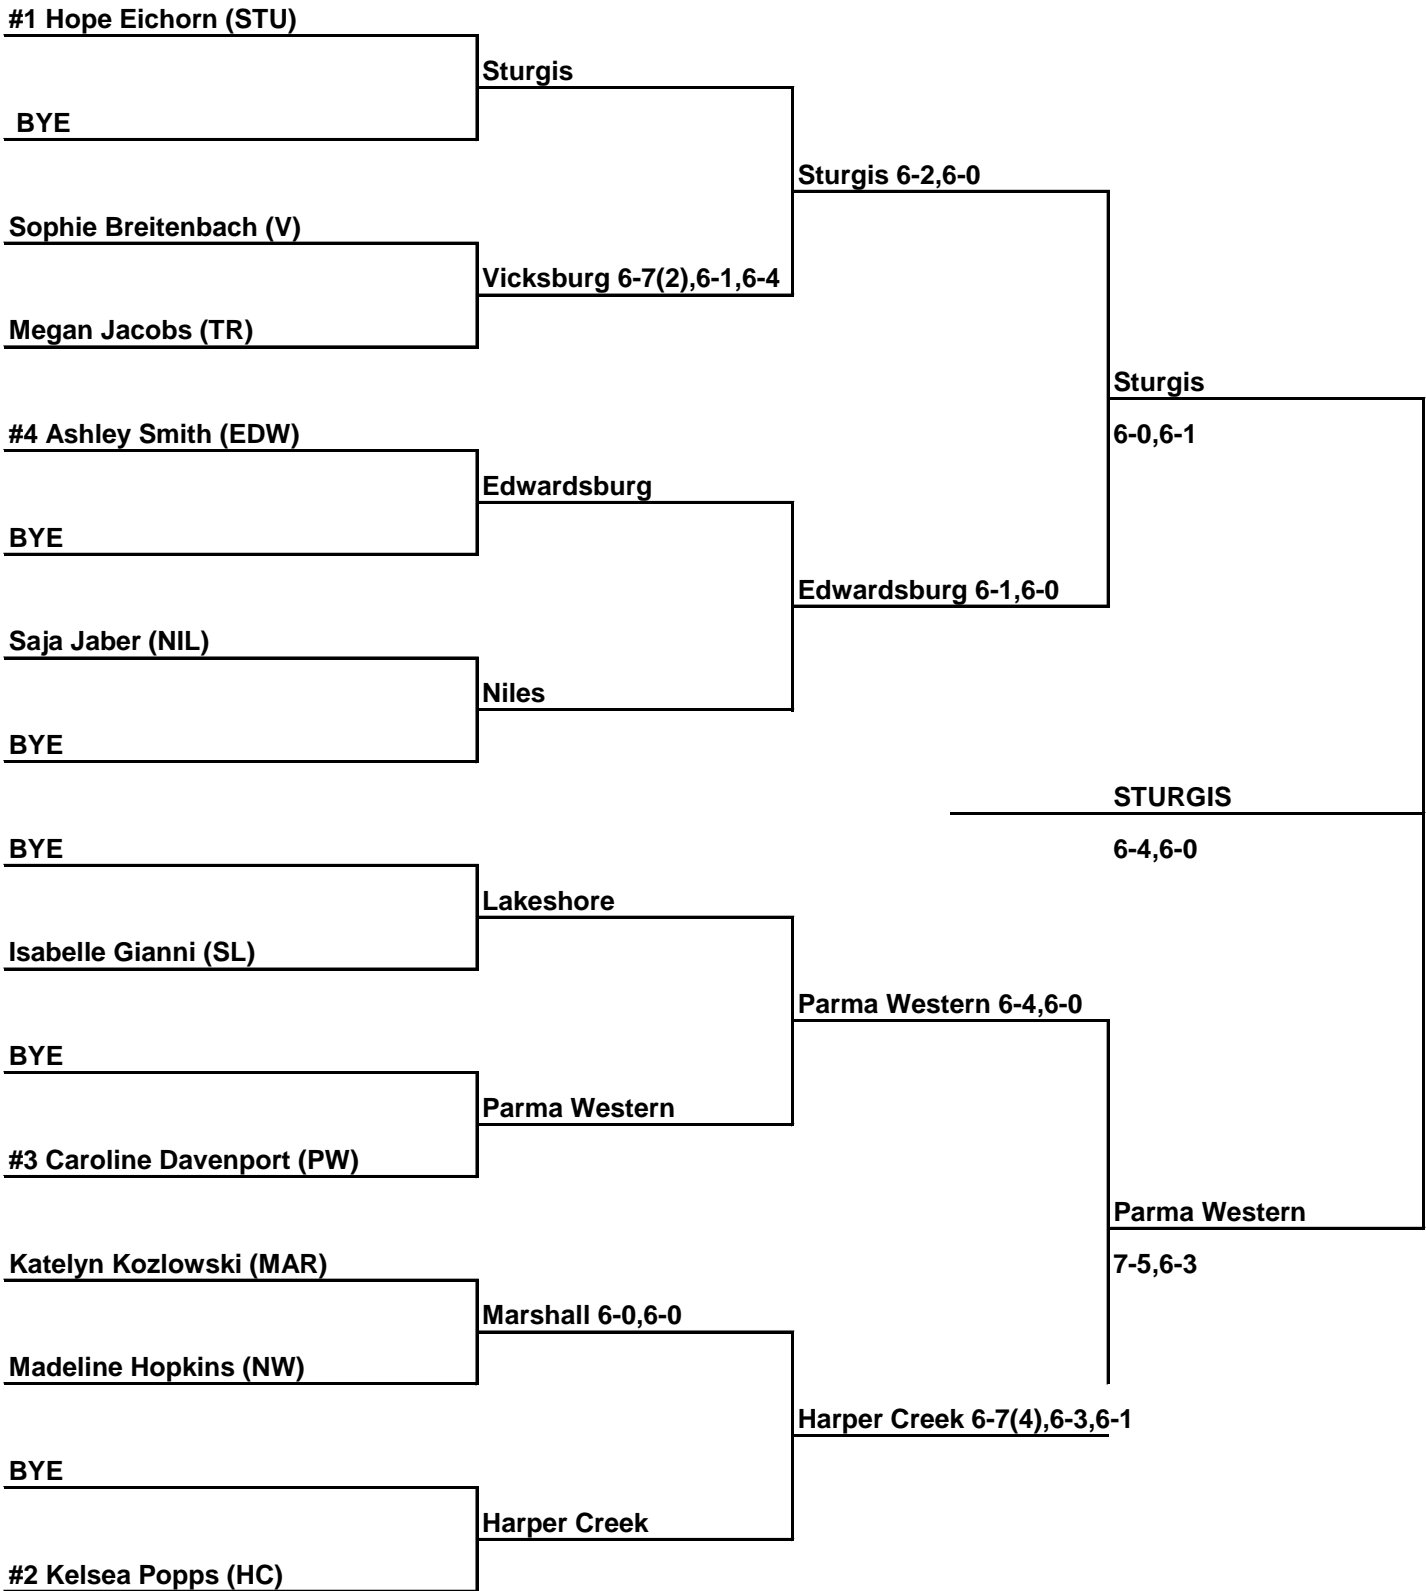 #1 Hope Eichorn (STU)
Sturgis
BYE
Sturgis 6-2,6-0
Sophie Breitenbach (V)
Vicksburg 6-7(2),6-1,6-4
Megan Jacobs (TR)
Sturgis
#4 Ashley Smith (EDW)
6-0,6-1
Edwardsburg
BYE
Edwardsburg 6-1,6-0
Saja Jaber (NIL)
Niles
BYE
STURGIS
BYE
6-4,6-0
Lakeshore
Isabelle Gianni (SL)
Parma Western 6-4,6-0
BYE
Parma Western
#3 Caroline Davenport (PW)
Parma Western
Katelyn Kozlowski (MAR)
7-5,6-3
Marshall 6-0,6-0
Madeline Hopkins (NW)
Harper Creek 6-7(4),6-3,6-1
BYE
Harper Creek
#2 Kelsea Popps (HC)